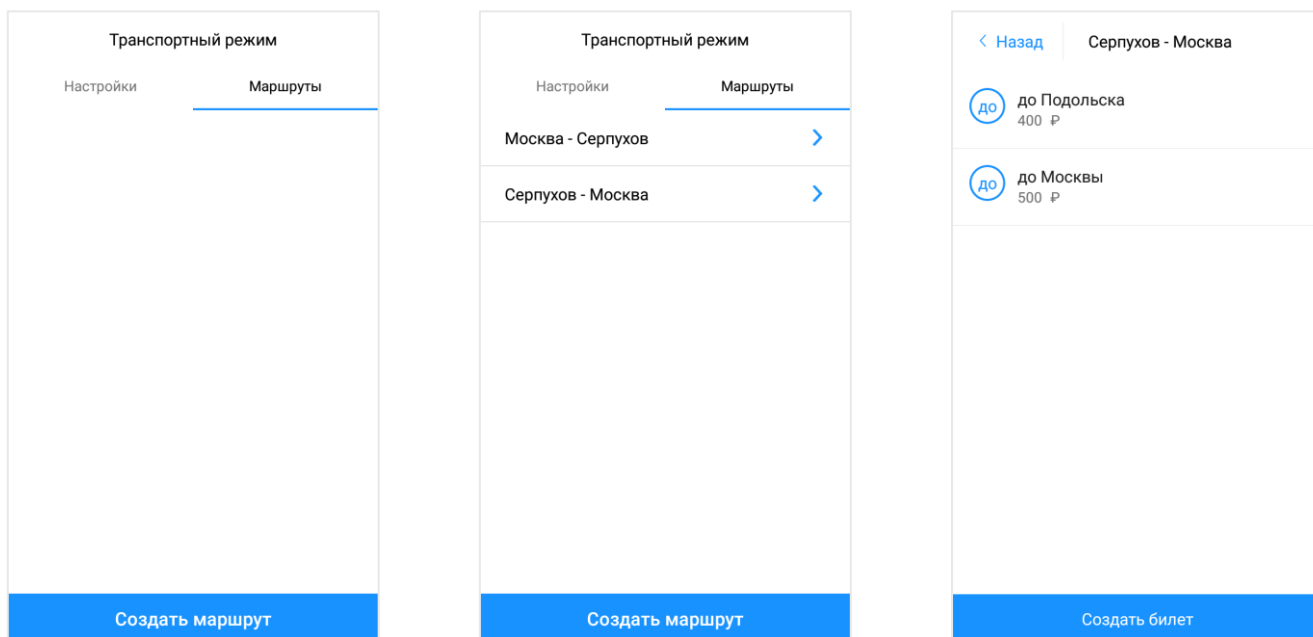 Транспортный режим
Настройки Маршруты
Создать маршрут
Транспортный режим
Настройки Маршруты
Москва - Серпухов
Серпухов - Москва
Создать маршрут
Назад Серпухов - Москва
до до Подольска
400 ₽
до до Москвы
500 ₽
Создать билет